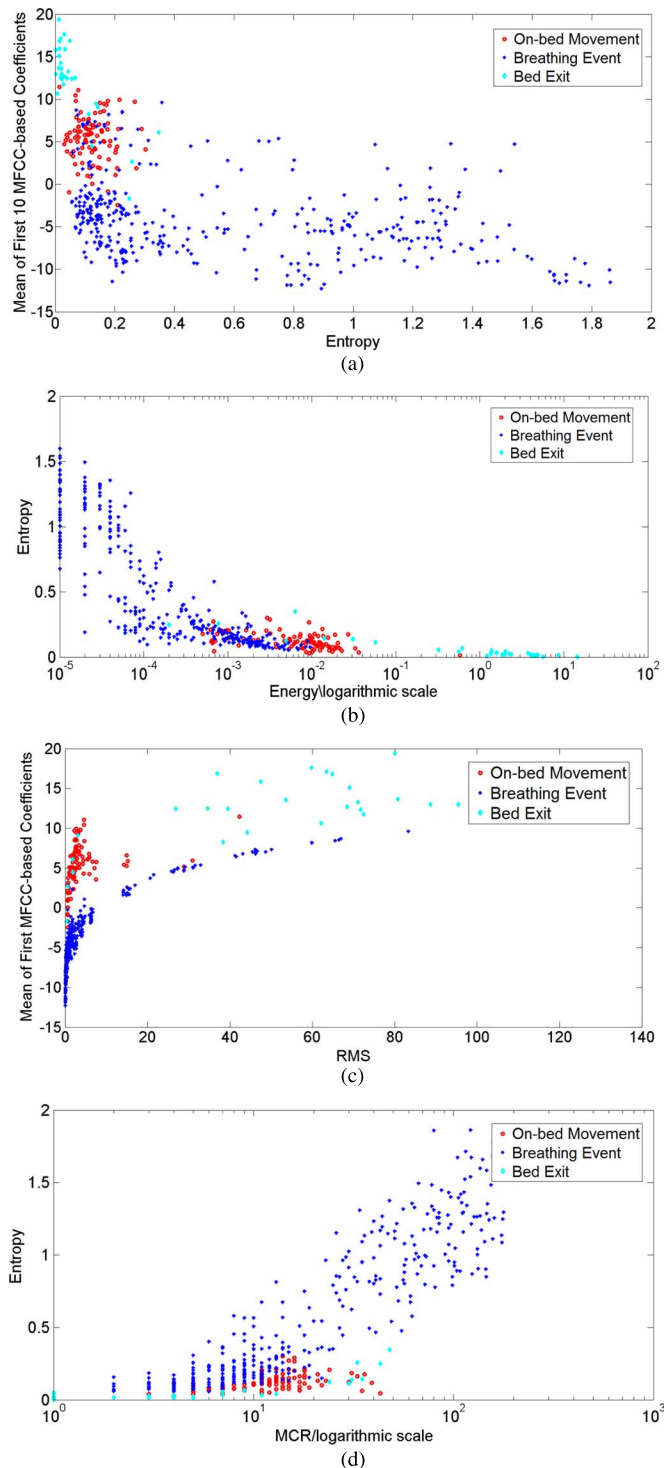 20
15
10
5
0
-5
-10
-15
Mean of First 10 MFCC-based Coefficients
On-bed Movement
Breathing Event
Bed Exit
0 0.2 0.4 0.6 0.8 1 1.2 1.4 1.6 1.8 2
Entropy
(a)
2
1.5
1
0.5
0
Entropy
On-bed Movement
Breathing Event
Bed Exit
10^-5 10^-4 10^-3 10^-2 10^-1 10^0 10^1 10^2
Energy\logarithmic scale
(b)
20
15
10
5
0
-5
-10
-15
Mean of First MFCC-based Coefficients
On-bed Movement
Breathing Event
Bed Exit
0 20 40 60 80 100 120 140
RMS
(c)
2
1.5
1
0.5
0
Entropy
On-bed Movement
Breathing Event
Bed Exit
10^0 10^1 10^2 10^3
MCR/logarithmic scale
(d)